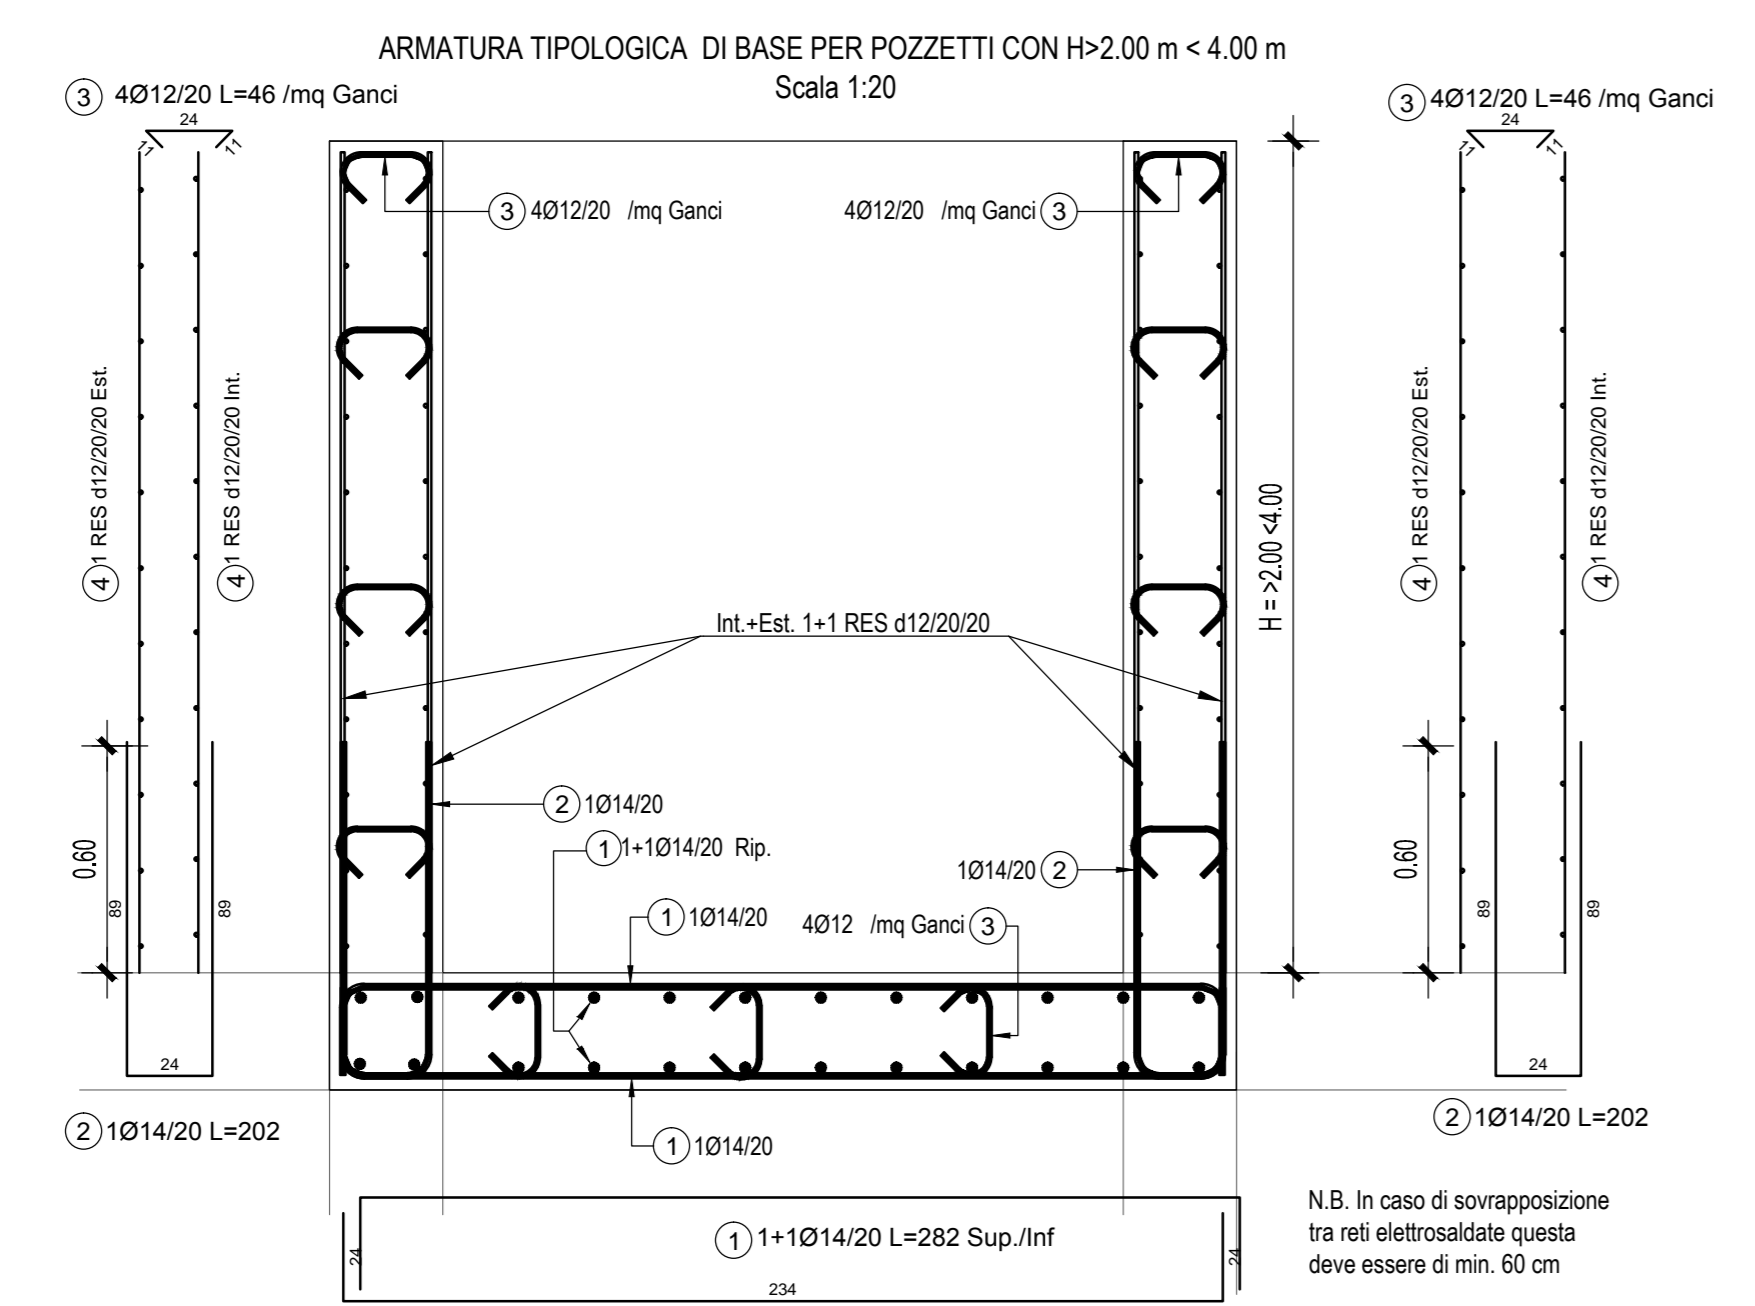 ARMATURA TIPOLOGICA DI BASE PER POZZETTI CON H>2.00 m < 4.00 m
Scala 1:20
3 4Ø12/20 L=46 /mq Ganci
24
11
11
3 4Ø12/20 L=46 /mq Ganci
24
11
11
3 4Ø12/20 /mq Ganci
4Ø12/20 /mq Ganci 3
4 1 RES d12/20/20 Est.
4 1 RES d12/20/20 Int.
4 1 RES d12/20/20 Est.
4 1 RES d12/20/20 Int.
H = >2.00 <4.00
Int.+Est. 1+1 RES d12/20/20
2 1Ø14/20
1 1+1Ø14/20 Rip.
1Ø14/20 2
1 1Ø14/20
4Ø12 /mq Ganci 3
0.60
89
89
24
0.60
89
89
24
2 1Ø14/20 L=202
2 1Ø14/20 L=202
1 1Ø14/20
1 1+1Ø14/20 L=282 Sup./Inf
24
24
234
N.B. In caso di sovrapposizione
tra reti elettrosaldate questa
deve essere di min. 60 cm